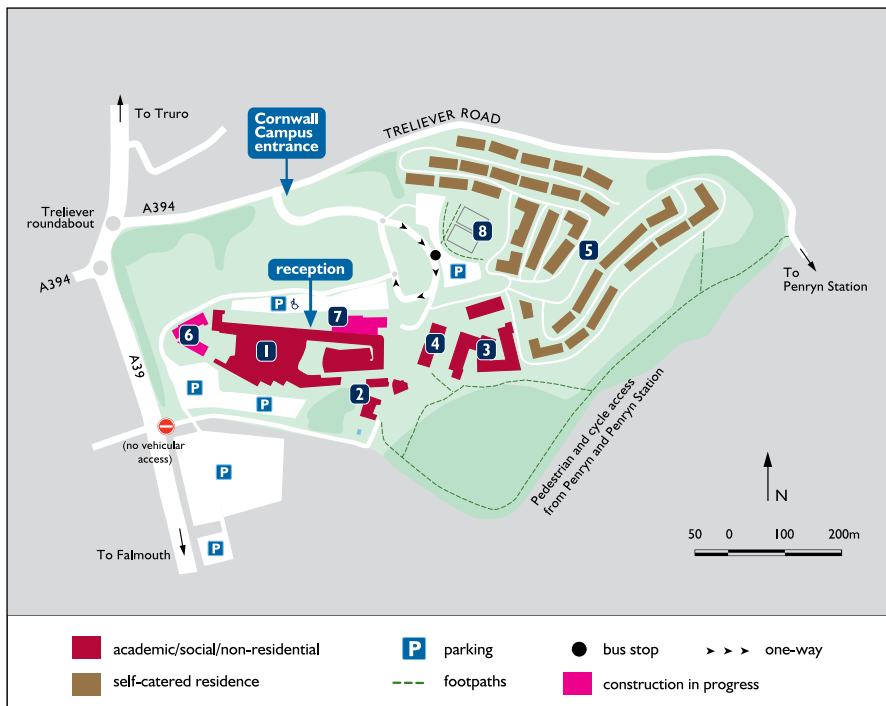 To Truro
Cornwall
Campus
entrance
TRELIEVER ROAD
Treliever
roundabout
A394
A394
reception
8
5
P
To
Penryn Station
P
7
6
1
4
3
A39
2
P
P
(no vehicular
access)
P
Pedestrian and cycle access
from Penryn and Penryn Station
N
To Falmouth
P
50 0 100 200m
academic/social/non-residential
P parking
bus stop
one-way
self-catered residence
footpaths
construction in progress